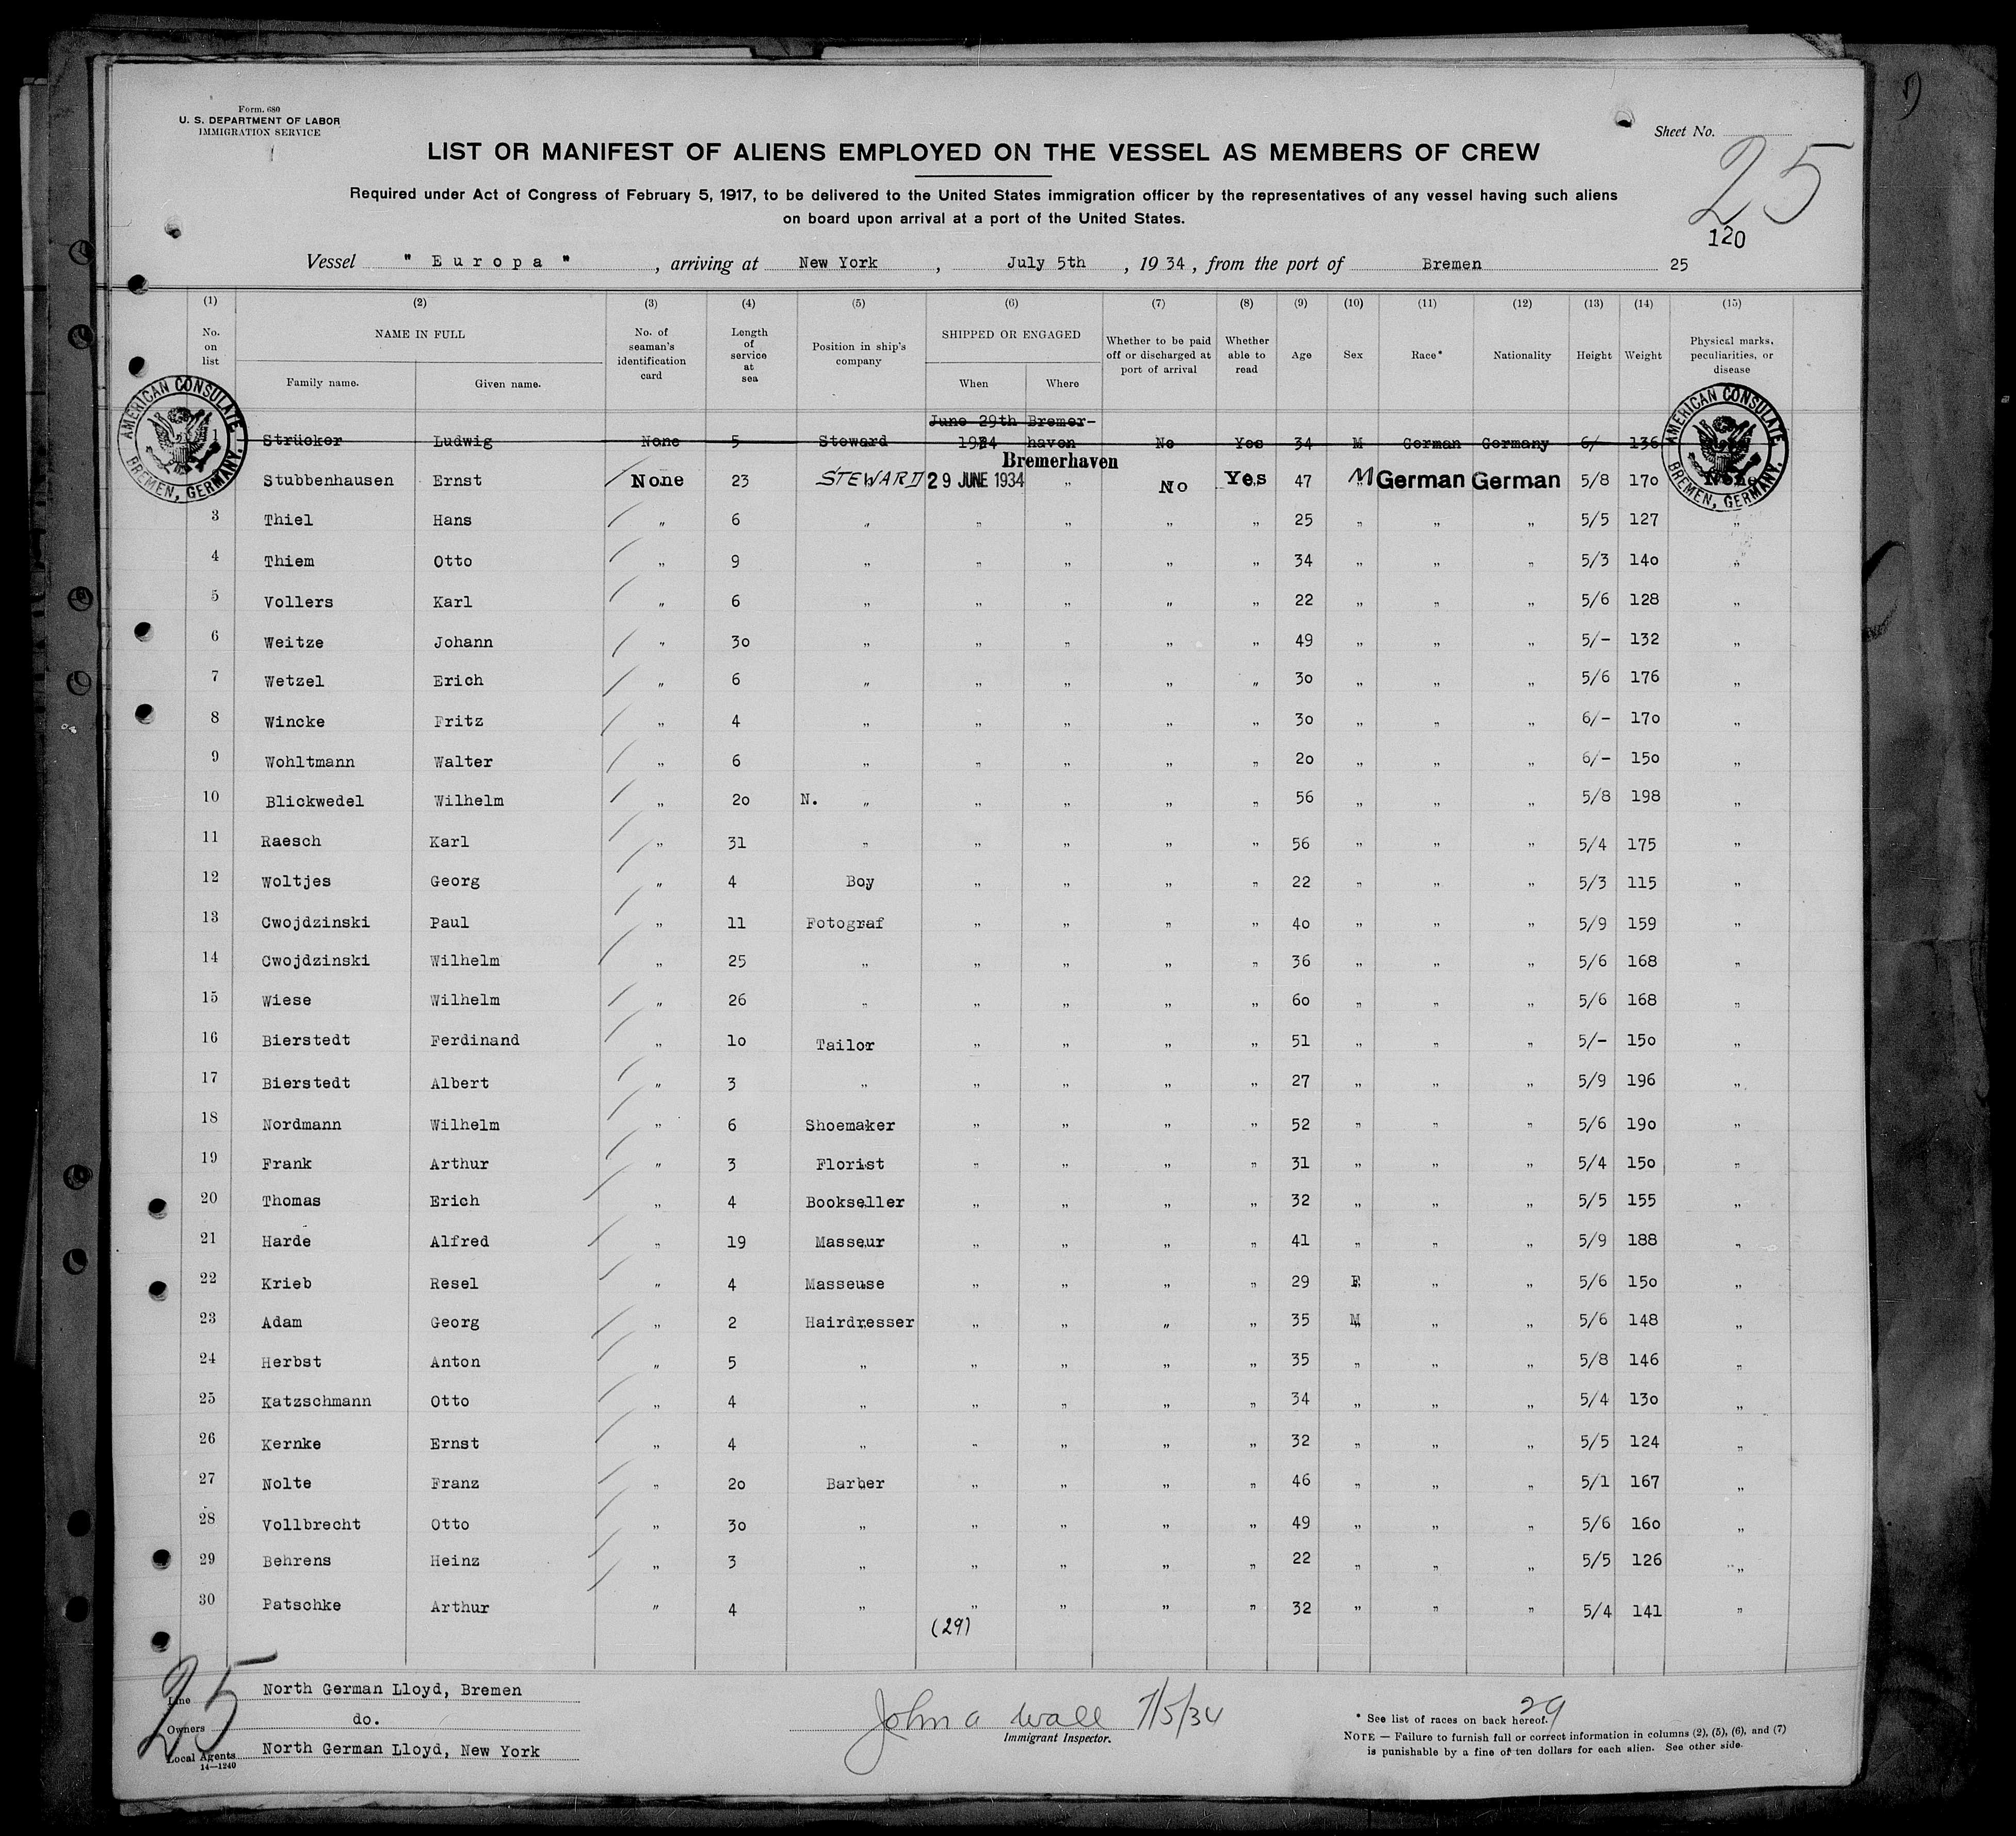 Form. 680
U. S. DEPARTMENT OF LABOR
IMMIGRATION SERVICE
Sheet No. 25
LIST OR MANIFEST OF ALIENS EMPLOYED ON THE VESSEL AS MEMBERS OF CREW
Required under Act of Congress of February 5, 1917, to be delivered to the United States immigration officer by the representatives of any vessel having such aliens
on board upon arrival at a port of the United States.
120
Vessel " Europa " , arriving at New York , July 5th , 1934 , from the port of Bremen 25
(1) (2) (3) (4) (5) (6) (7) (8) (9) (10) (11) (12) (13) (14) (15)
No. on list NAME IN FULL Family name. Given name. No. of seaman's identification card Length of service at sea Position in ship's company SHIPPED OR ENGAGED When Where Whether to be paid off or discharged at port of arrival Whether able to read Age Sex Race* Nationality Height Weight Physical marks, peculiarities, or disease
AMERICAN CONSULATE BREMEN, GERMANY.
AMERICAN CONSULATE BREMEN, GERMANY.
June 29th Bremer-
Strücker Ludwig None 5 Steward 1934 haven No Yes 34 M German Germany 6/ 136
Bremerhaven
Stubbenhausen Ernst None 23 STEWARD 29 JUNE 1934 " No Yes 47 M German German 5/8 170 None
3 Thiel Hans " 6 " " " " " 25 " " " 5/5 127 "
4 Thiem Otto " 9 " " " " " 34 " " " 5/3 140 "
5 Vollers Karl " 6 " " " " " 22 " " " 5/6 128 "
6 Weitze Johann " 30 " " " " " 49 " " " 5/- 132 "
7 Wetzel Erich " 6 " " " " " 30 " " " 5/6 176 "
8 Wincke Fritz " 4 " " " " " 30 " " " 6/- 170 "
9 Wohltmann Walter " 6 " " " " " 20 " " " 6/- 150 "
10 Blickwedel Wilhelm " 20 N. " " " " " 56 " " " 5/8 198 "
11 Raesch Karl " 31 " " " " " 56 " " " 5/4 175 "
12 Woltjes Georg " 4 Boy " " " " 22 " " " 5/3 115 "
13 Cwojdzinski Paul " 11 Fotograf " " " " 40 " " " 5/9 159 "
14 Cwojdzinski Wilhelm " 25 " " " " " 36 " " " 5/6 168 "
15 Wiese Wilhelm " 26 " " " " " 60 " " " 5/6 168 "
16 Bierstedt Ferdinand " 10 Tailor " " " " 51 " " " 5/- 150 "
17 Bierstedt Albert " 3 " " " " " 27 " " " 5/9 196 "
18 Nordmann Wilhelm " 6 Shoemaker " " " " 52 " " " 5/6 190 "
19 Frank Arthur " 3 Florist " " " " 31 " " " 5/4 150 "
20 Thomas Erich " 4 Bookseller " " " " 32 " " " 5/5 155 "
21 Harde Alfred " 19 Masseur " " " " 41 " " " 5/9 188 "
22 Krieb Resel " 4 Masseuse " " " " 29 F " " 5/6 150 "
23 Adam Georg " 2 Hairdresser " " " " 35 M " " 5/6 148 "
24 Herbst Anton " 5 " " " " " 35 " " " 5/8 146 "
25 Katzschmann Otto " 4 " " " " " 34 " " " 5/4 130 "
26 Kernke Ernst " 4 " " " " " 32 " " " 5/5 124 "
27 Nolte Franz " 20 Barber " " " " 46 " " " 5/1 167 "
28 Vollbrecht Otto " 30 " " " " " 49 " " " 5/6 160 "
29 Behrens Heinz " 3 " " " " " 22 " " " 5/5 126 "
30 Patschke Arthur " 4 " " " " " 32 " " " 5/4 141 "
(29)
25
Line North German Lloyd, Bremen
Owners do.
Local Agents North German Lloyd, New York
14—1240
John A Wall 7/5/34
Immigrant Inspector.
29
* See list of races on back hereof.
NOTE — Failure to furnish full or correct information in columns (2), (5), (6), and (7)
is punishable by a fine of ten dollars for each alien. See other side.